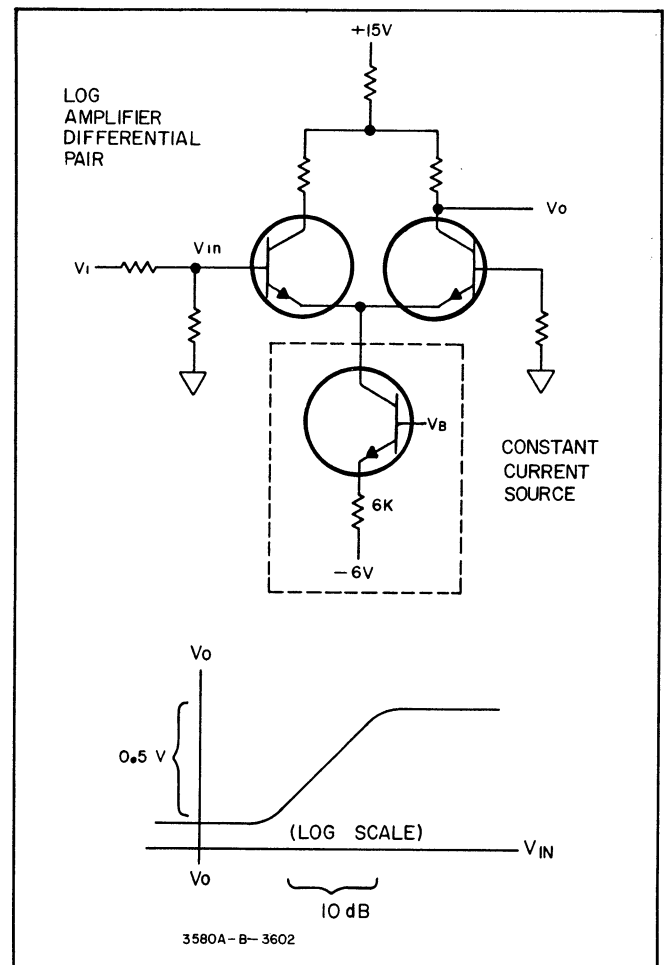 +15V
LOG
AMPLIFIER
DIFFERENTIAL
PAIR
Vo
Vin
VI
VB
CONSTANT
CURRENT
SOURCE
6K
−6V
Vo
0.5 V
(LOG SCALE)
VIN
Vo
10 dB
3580A-B-3602